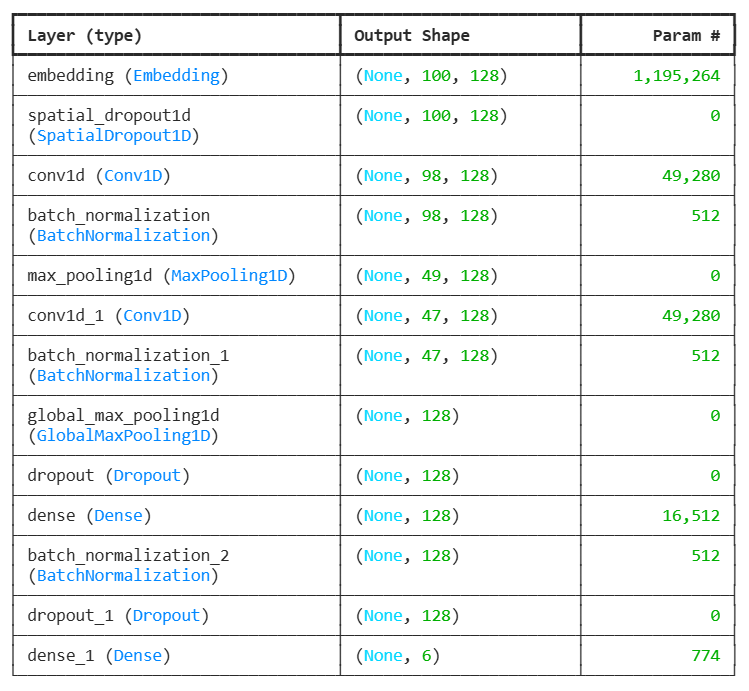 Layer (type) Output Shape Param #
embedding (Embedding) (None, 100, 128) 1,195,264
spatial_dropout1d (None, 100, 128) 0
(SpatialDropout1D)
conv1d (Conv1D) (None, 98, 128) 49,280
batch_normalization (None, 98, 128) 512
(BatchNormalization)
max_pooling1d (MaxPooling1D) (None, 49, 128) 0
conv1d_1 (Conv1D) (None, 47, 128) 49,280
batch_normalization_1 (None, 47, 128) 512
(BatchNormalization)
global_max_pooling1d (None, 128) 0
(GlobalMaxPooling1D)
dropout (Dropout) (None, 128) 0
dense (Dense) (None, 128) 16,512
batch_normalization_2 (None, 128) 512
(BatchNormalization)
dropout_1 (Dropout) (None, 128) 0
dense_1 (Dense) (None, 6) 774